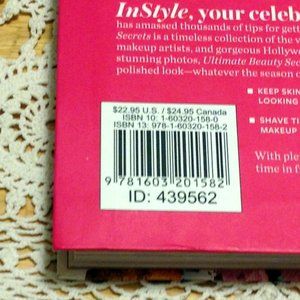 InStyle, your celeb
has amassed thousands of tips for gett
Secrets is a timeless collection of the v
makeup artists, and gorgeous Hollyw
stunning photos, Ultimate Beauty Sec
polished look—whatever the season o
KEEP SKIN
LOOKING
SHAVE TI
MAKEUP
With ple
time in f
$22.95 U.S. / $24.95 Canada
ISBN 10: 1-60320-158-0
ISBN 13: 978-1-60320-158-2
9 781603 201582
ID: 439562